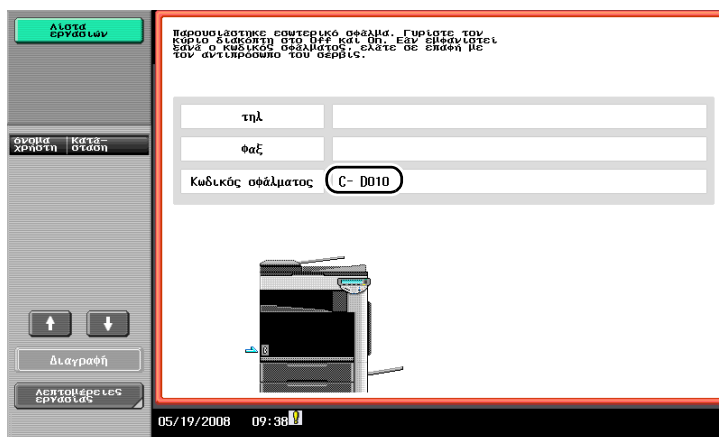 Λίστα
εργασιών
Παρουσιάστηκε εσωτερικό σφάλμα. Γυρίστε τον
κύριο διακόπτη στο Off και On. Εάν εμφανιστεί
ξανά ο κωδικός σφάλματος, ελάτε σε επαφή με
τον αντιπρόσωπο του σέρβις.
τηλ
φαξ
Κωδικός σφάλματος C- D010
όνομα χρήστη
Κατά-
σταση
Διαγραφή
Λεπτομέρειες
εργασίας
05/19/2008 09:38